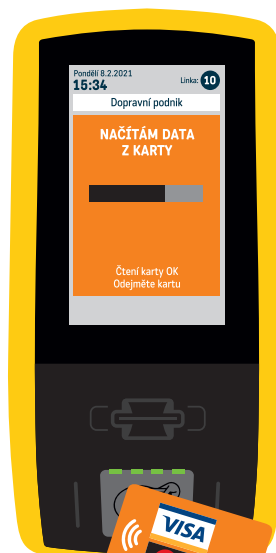 Pondělí 8.2.2021
15:34
Linka: 10
Dopravní podnik
NAČÍTÁM DATA
Z KARTY
Čtení karty OK
Odejměte kartu
VISA